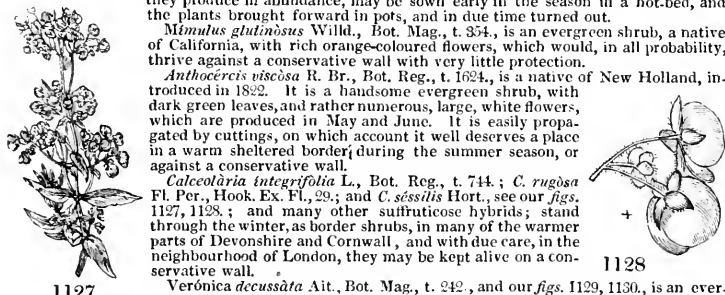 they produce in abundance, may be sown early in the season in a hot-bed, and
the plants brought forward in pots, and in due time turned out.
Mímulus glutinòsus Willd., Bot. Mag., t. 354., is an evergreen shrub, a native
of California, with rich orange-coloured flowers, which would, in all probability,
thrive against a conservative wall with very little protection.
Anthocércis viscòsa R. Br., Bot. Reg., t. 1624., is a native of New Holland, in-
troduced in 1822. It is a handsome evergreen shrub, with
dark green leaves, and rather numerous, large, white flowers,
which are produced in May and June. It is easily propa-
gated by cuttings, on which account it well deserves a place
in a warm sheltered border, during the summer season, or
against a conservative wall.
Calceolària integrifòlia L., Bot. Reg., t. 744. ; C. rugòsa
Fl. Per., Hook. Ex. Fl., 29.; and C. séssilis Hort., see our figs.
1127, 1128. ; and many other suffruticose hybrids; stand
through the winter, as border shrubs, in many of the warmer
parts of Devonshire and Cornwall, and with due care, in the
neighbourhood of London, they may be kept alive on a con-
servative wall.
1128
1127
Verónica decussàta Ait., Bot. Mag., t. 242., and our figs. 1129, 1130., is an ever-